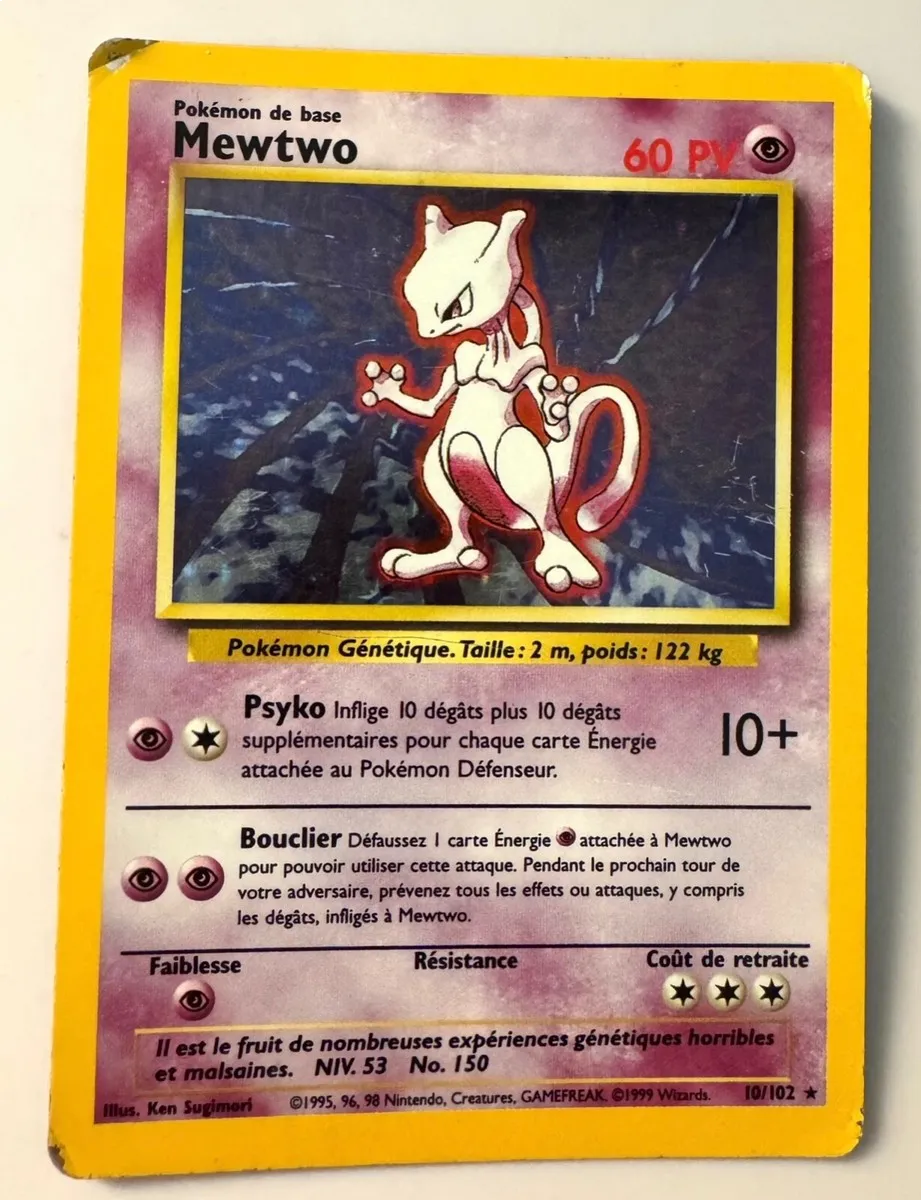 Pokémon de base
Mewtwo
60 PV
Pokémon Génétique. Taille: 2 m, poids: 122 kg
Psyko Inflige 10 dégâts plus 10 dégâts
supplémentaires pour chaque carte Énergie
attachée au Pokémon Défenseur.
10+
Bouclier Défaussez 1 carte Énergie attachée à Mewtwo
pour pouvoir utiliser cette attaque. Pendant le prochain tour de
votre adversaire, prévenez tous les effets ou attaques, y compris
les dégâts, infligés à Mewtwo.
Faiblesse Résistance Coût de retraite
Il est le fruit de nombreuses expériences génétiques horribles
et malsaines. NIV. 53 No. 150
Illus. Ken Sugimori ©1995, 96, 98 Nintendo, Creatures, GAMEFREAK. ©1999 Wizards. 10/102 ★